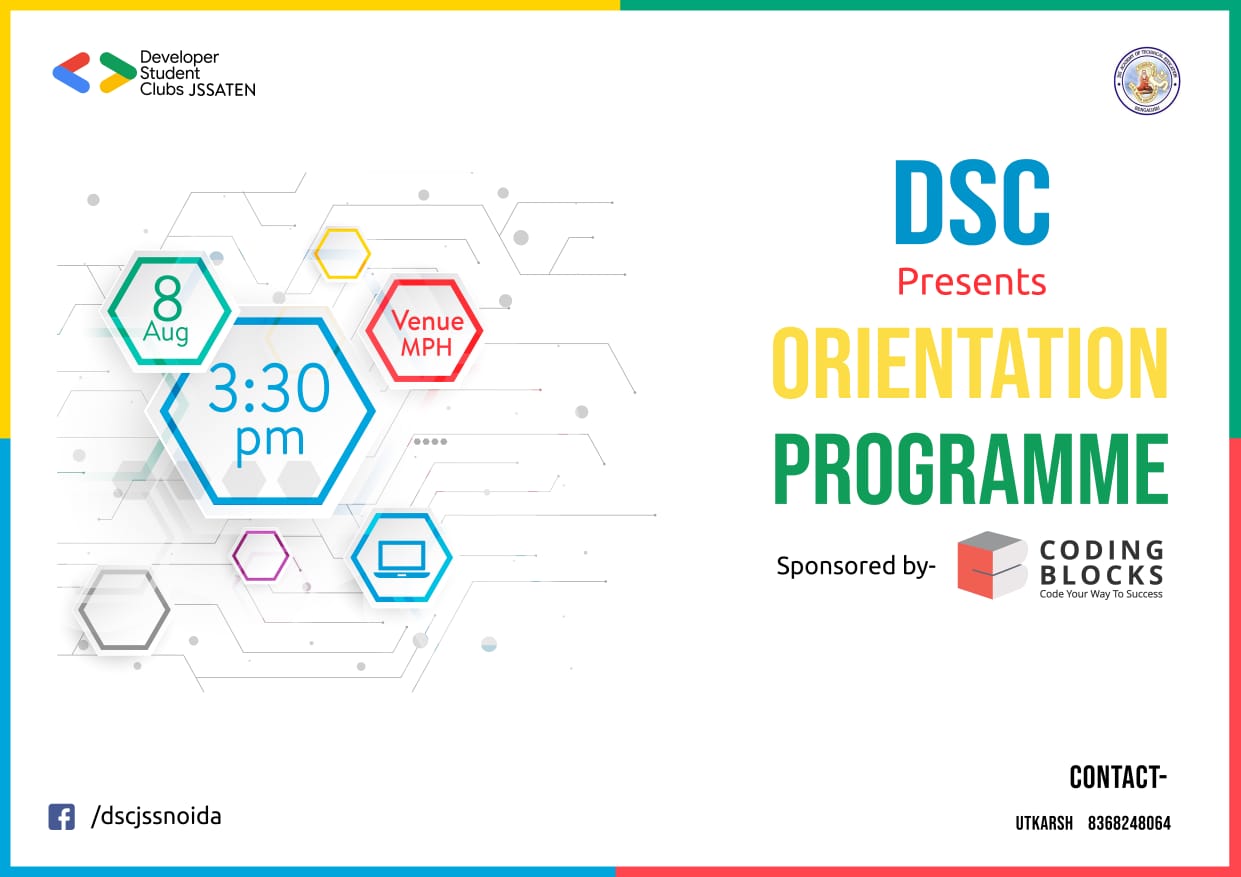 Developer
Student
Clubs JSSATEN
8
Aug
3:30
pm
Venue
MPH
DSC
Presents
ORIENTATION
PROGRAMME
Sponsored by-
CODING
BLOCKS
Code Your Way To Success
/dscjssnoida
CONTACT-
UTKARSH 8368248064